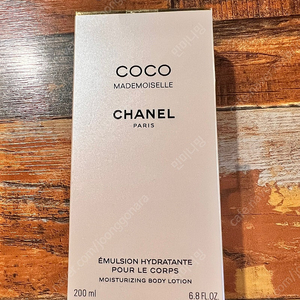 COCO
MADEMOISELLE
CHANEL
PARIS
ÉMULSION HYDRATANTE
POUR LE CORPS
MOISTURIZING BODY LOTION
200 ml 6.8 FL.OZ.